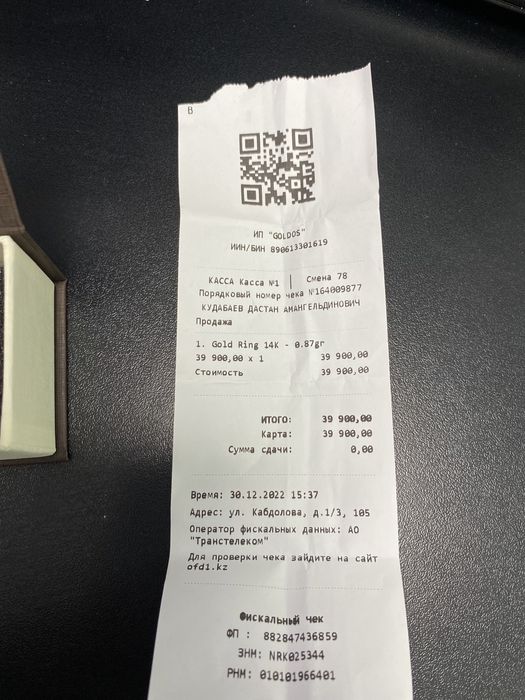 В
ИП "GOLDOS"
ИИН/БИН 890613301619
КАССА Касса №1 | Смена 78
Порядковый номер чека №164009877
КУДАБАЕВ ДАСТАН АМАНГЕЛЬДИНОВИЧ
Продажа
1. Gold Ring 14K - 0.87gr
39 900,00 x 1 39 900,00
Стоимость 39 900,00
ИТОГО: 39 900,00
Карта: 39 900,00
Сумма сдачи: 0,00
Время: 30.12.2022 15:37
Адрес: ул. Кабдолова, д.1/3, 105
Оператор фискальных данных: АО
"Транстелеком"
Для проверки чека зайдите на сайт
ofd1.kz
Фискальный чек
ФП : 882847436859
ЗНМ: NRK025344
РНМ: 010101966401